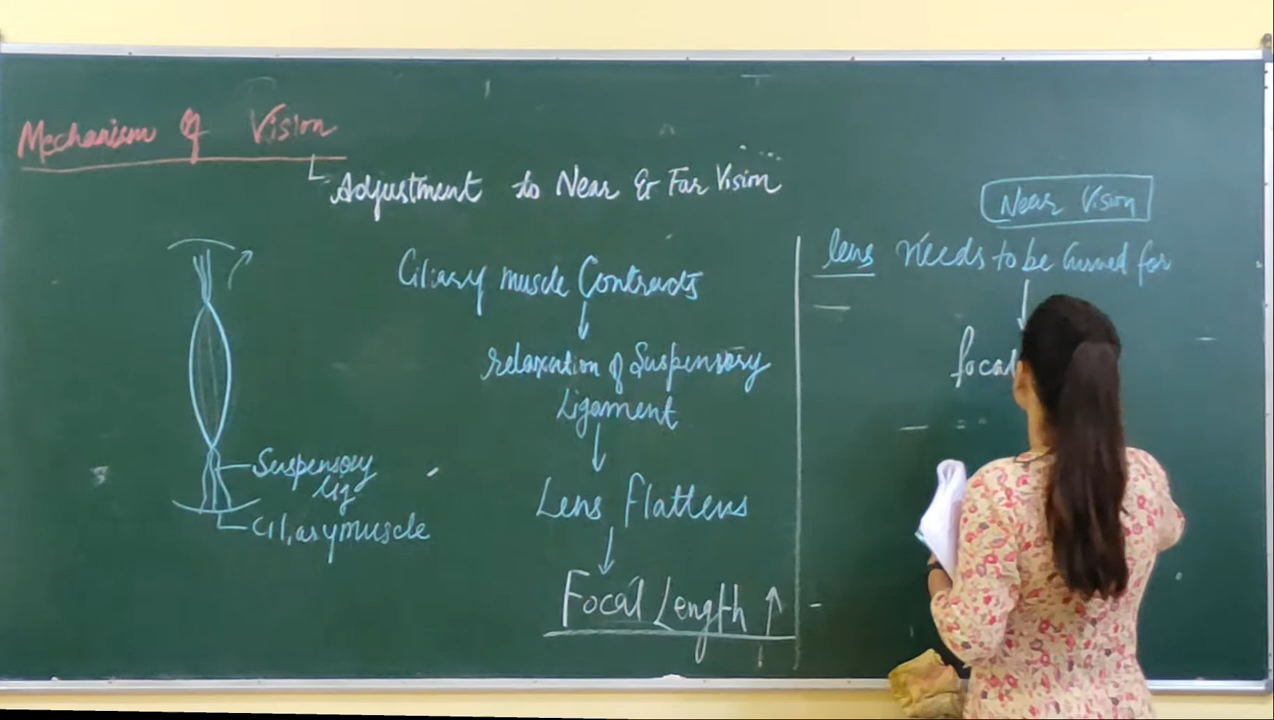 Mechanism of Vision
Adjustment to Near & Far Vision
Ciliary muscle Contracts
relaxation of Suspensory
Ligament
Lens Flattens
Focal Length ↑
Suspensory
lig
Ciliary muscle
Near Vision
lens needs to be curved for
focal